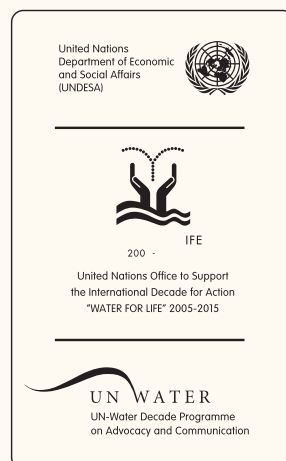 United Nations
Department of Economic
and Social Affairs
(UNDESA)
IFE
200 -
United Nations Office to Support
the International Decade for Action
“WATER FOR LIFE” 2005-2015
UN WATER
UN-Water Decade Programme
on Advocacy and Communication